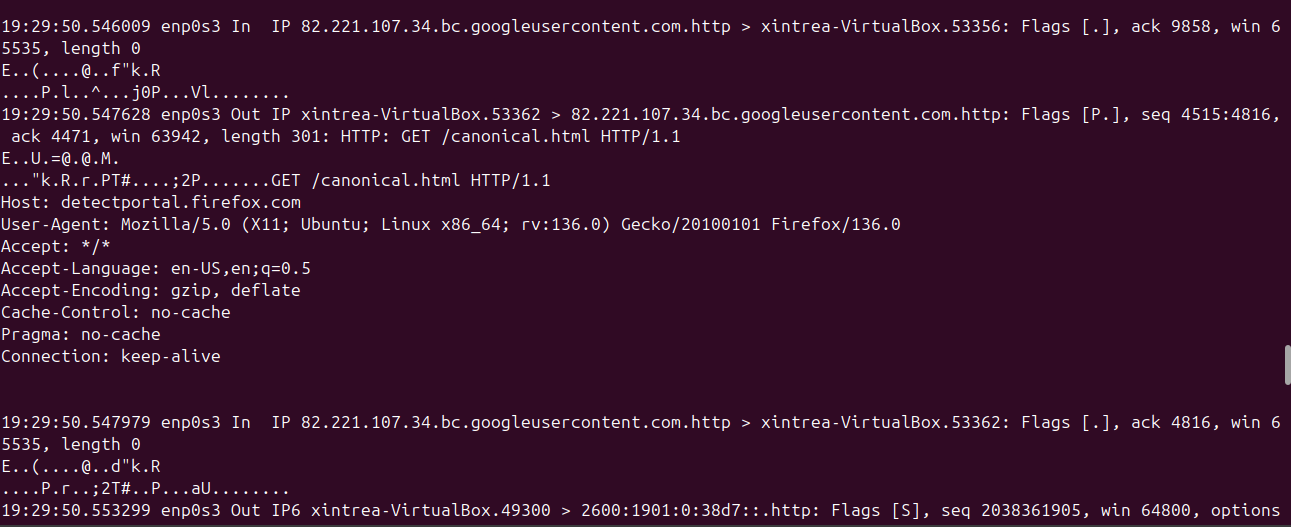 19:29:50.546009 enp0s3 In  IP 82.221.107.34.bc.googleusercontent.com.http > xintrea-VirtualBox.53356: Flags [.], ack 9858, win 6
5535, length 0
E..(....@..f"k.R
....P.l..^...j0P...Vl........
19:29:50.547628 enp0s3 Out IP xintrea-VirtualBox.53362 > 82.221.107.34.bc.googleusercontent.com.http: Flags [P.], seq 4515:4816,
 ack 4471, win 63942, length 301: HTTP: GET /canonical.html HTTP/1.1
E..U.=@.@.M.
..."k.R.r.PT#....;2P.......GET /canonical.html HTTP/1.1
Host: detectportal.firefox.com
User-Agent: Mozilla/5.0 (X11; Ubuntu; Linux x86_64; rv:136.0) Gecko/20100101 Firefox/136.0
Accept: */*
Accept-Language: en-US,en;q=0.5
Accept-Encoding: gzip, deflate
Cache-Control: no-cache
Pragma: no-cache
Connection: keep-alive
19:29:50.547979 enp0s3 In  IP 82.221.107.34.bc.googleusercontent.com.http > xintrea-VirtualBox.53362: Flags [.], ack 4816, win 6
5535, length 0
E..(....@..d"k.R
....P.r..;2T#..P...aU........
19:29:50.553299 enp0s3 Out IP6 xintrea-VirtualBox.49300 > 2600:1901:0:38d7::.http: Flags [S], seq 2038361905, win 64800, options